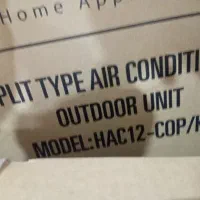 Home App
PLIT TYPE AIR CONDITI
OUTDOOR UNIT
MODEL:HAC12-COP/